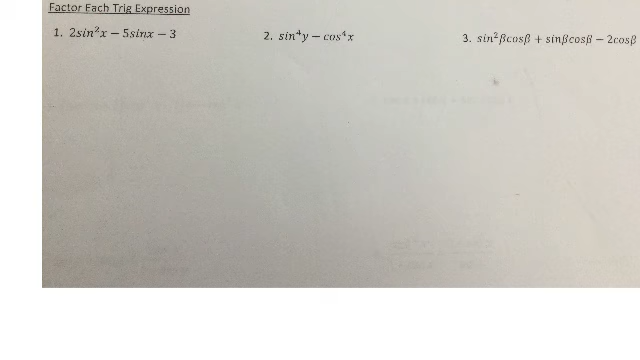 Factor Each Trig Expression
1. 2sin²x − 5sinx − 3
2. sin⁴y − cos⁴x
3. sin²βcosβ + sinβcosβ − 2cosβ